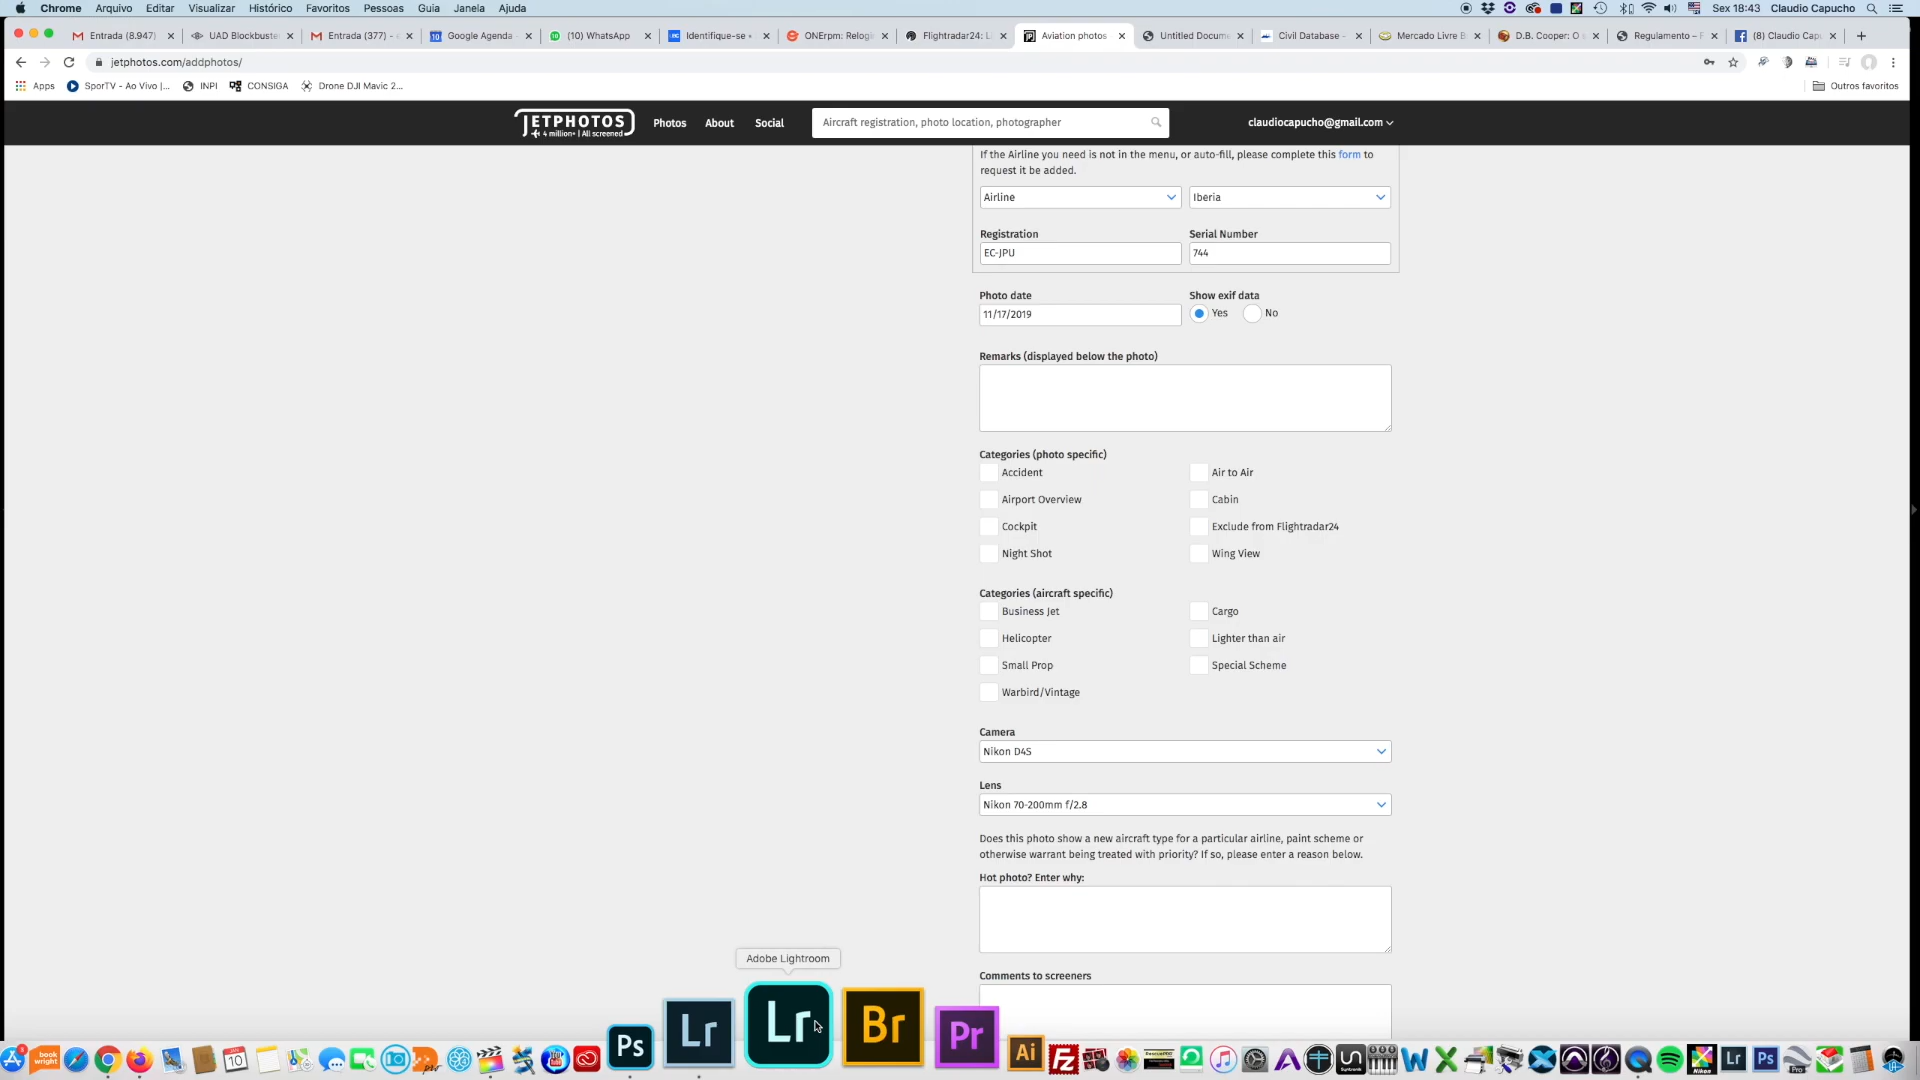 Chrome Arquivo Editar Visualizar Histórico Favoritos Pessoas Guia Janela Ajuda Sex 18:43 Claudio Capucho
Entrada (8.947) UAD Blockbuste Entrada (377) - Google Agenda - (10) WhatsApp Identifique-se ONErpm: Relogi Flightradar24: Li Aviation photos Untitled Docume Civil Database - Mercado Livre B D.B. Cooper: O Regulamento – F (8) Claudio Cap
jetphotos.com/addphotos/
Apps SporTV - Ao Vivo |... INPI CONSIGA Drone DJI Mavic 2... Outros favoritos
JETPHOTOS
4 million+ | All screened
Photos About Social Aircraft registration, photo location, photographer claudiocapucho@gmail.com
If the Airline you need is not in the menu, or auto-fill, please complete this form to
request it be added.
Airline Iberia
Registration Serial Number
EC-JPU 744
Photo date Show exif data
11/17/2019 Yes No
Remarks (displayed below the photo)
Categories (photo specific)
Accident Air to Air
Airport Overview Cabin
Cockpit Exclude from Flightradar24
Night Shot Wing View
Categories (aircraft specific)
Business Jet Cargo
Helicopter Lighter than air
Small Prop Special Scheme
Warbird/Vintage
Camera
Nikon D4S
Lens
Nikon 70-200mm f/2.8
Does this photo show a new aircraft type for a particular airline, paint scheme or
otherwise warrant being treated with priority? If so, please enter a reason below.
Hot photo? Enter why:
Adobe Lightroom
Comments to screeners
book
wright
Ps Lr Lr Br Pr Ai Fz un W X Lr Ps